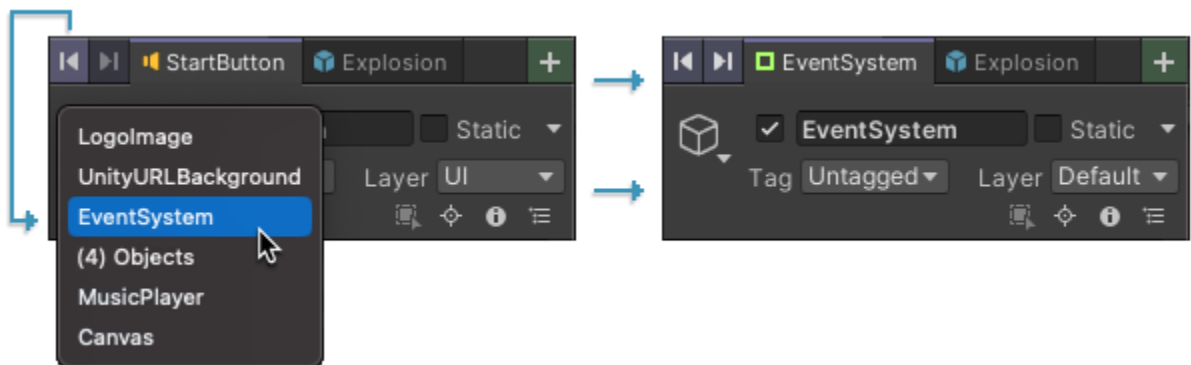 StartButton
Explosion
LogoImage
Static
UnityURLBackground
Layer UI
EventSystem
(4) Objects
MusicPlayer
Canvas
EventSystem
Explosion
EventSystem
Static
Tag Untagged
Layer Default